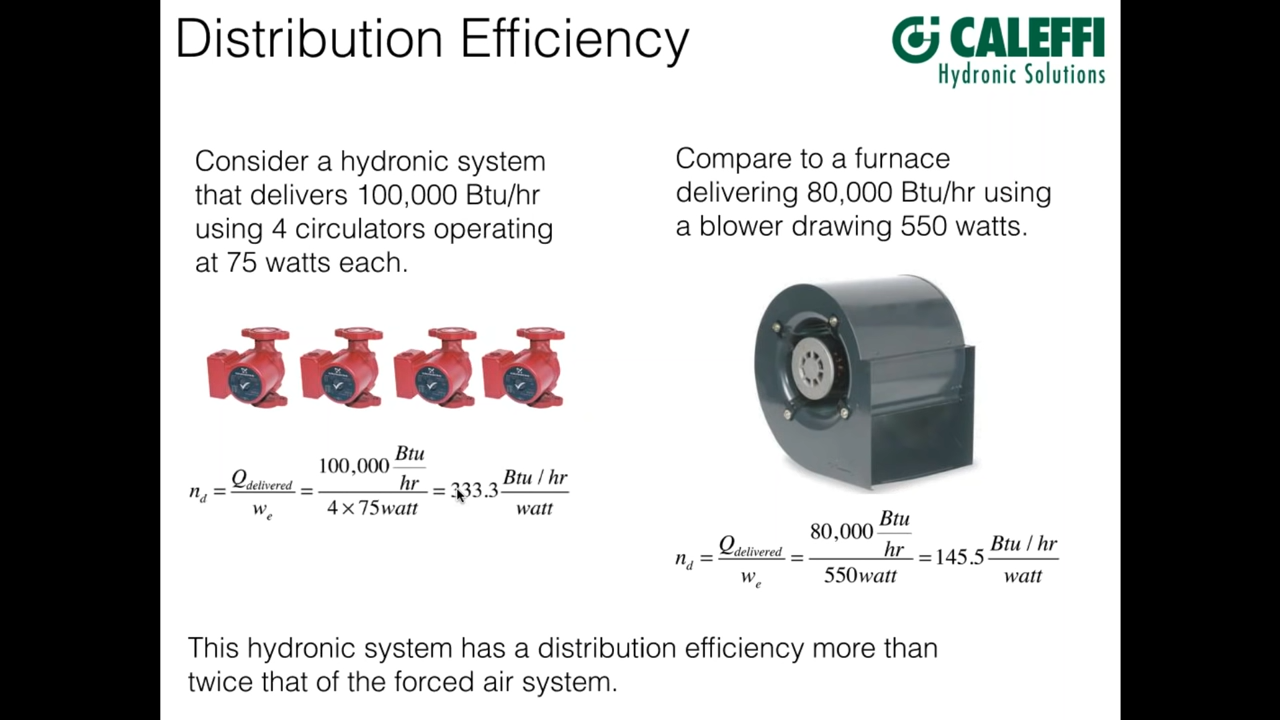 Distribution Efficiency
CALEFFI
Hydronic Solutions
Consider a hydronic system
that delivers 100,000 Btu/hr
using 4 circulators operating
at 75 watts each.
n_d = Q_delivered / w_e = 100,000 Btu/hr / 4 × 75watt = 333.3 Btu / hr / watt
Compare to a furnace
delivering 80,000 Btu/hr using
a blower drawing 550 watts.
n_d = Q_delivered / w_e = 80,000 Btu/hr / 550watt = 145.5 Btu / hr / watt
This hydronic system has a distribution efficiency more than
twice that of the forced air system.